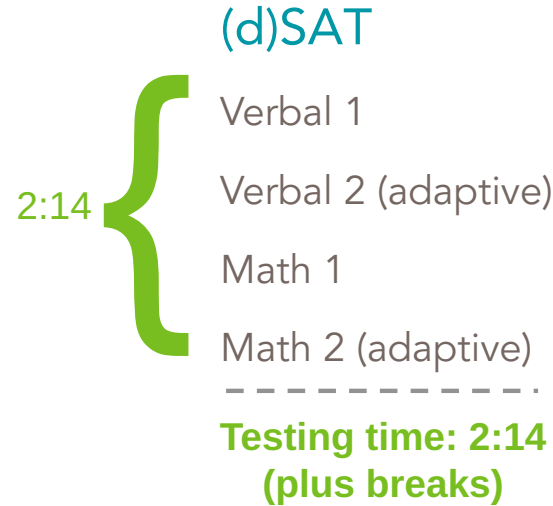 (d)SAT
Verbal 1
Verbal 2 (adaptive)
2:14
Math 1
Math 2 (adaptive)
Testing time: 2:14
(plus breaks)